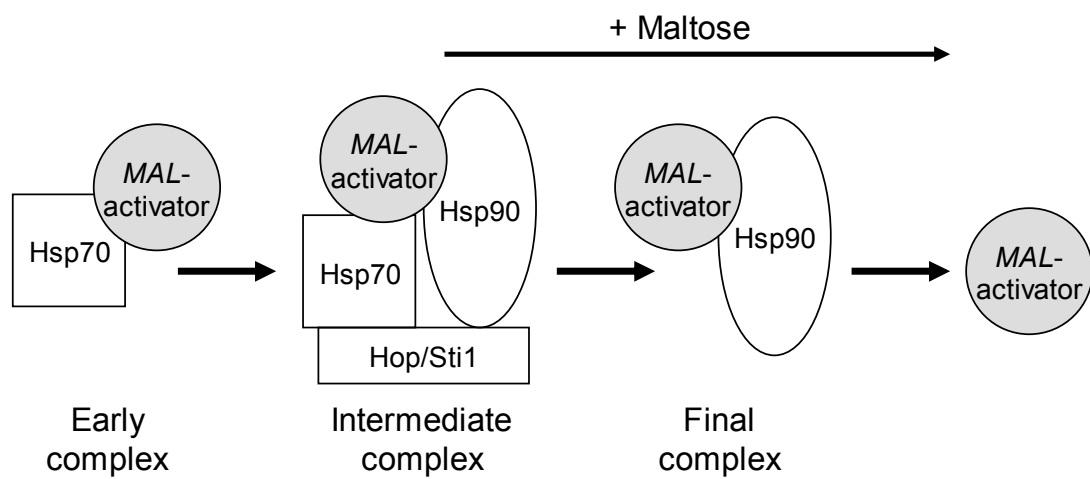 + Maltose
MAL-
activator
Hsp70
MAL-
activator
Hsp90
Hsp70
Hop/Sti1
MAL-
activator
Hsp90
MAL-
activator
Early
complex
Intermediate
complex
Final
complex